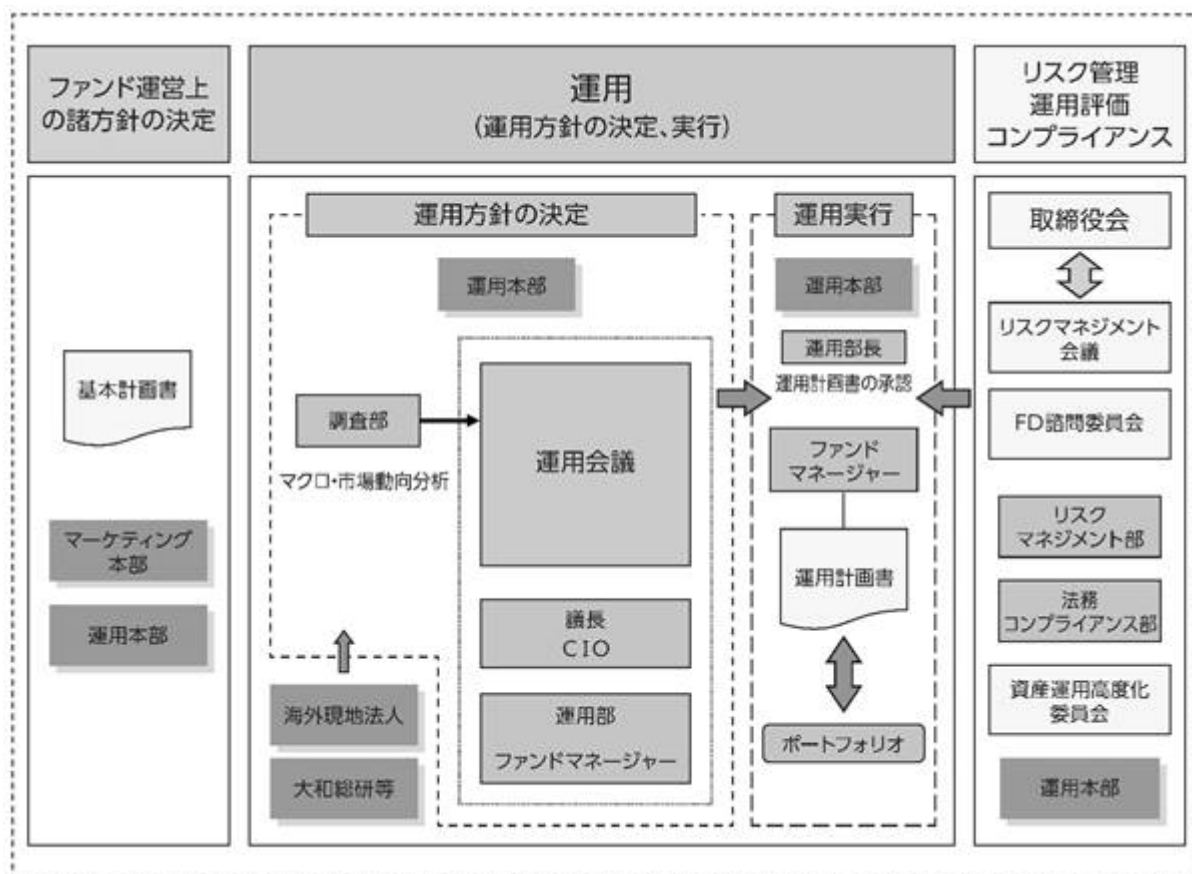 ファンド運営上
の諸方針の決定
基本計画書
マーケティング
本部
運用本部
運用
(運用方針の決定、実行)
運用方針の決定
運用本部
調査部
マクロ・市場動向分析
運用会議
議長
CIO
運用部
ファンドマネージャー
海外現地法人
大和総研等
運用実行
運用本部
運用部長
運用計画書の承認
ファンド
マネージャー
運用計画書
ポートフォリオ
リスク管理
運用評価
コンプライアンス
取締役会
リスクマネジメント
会議
FD諮問委員会
リスク
マネジメント部
法務
コンプライアンス部
資産運用高度化
委員会
運用本部